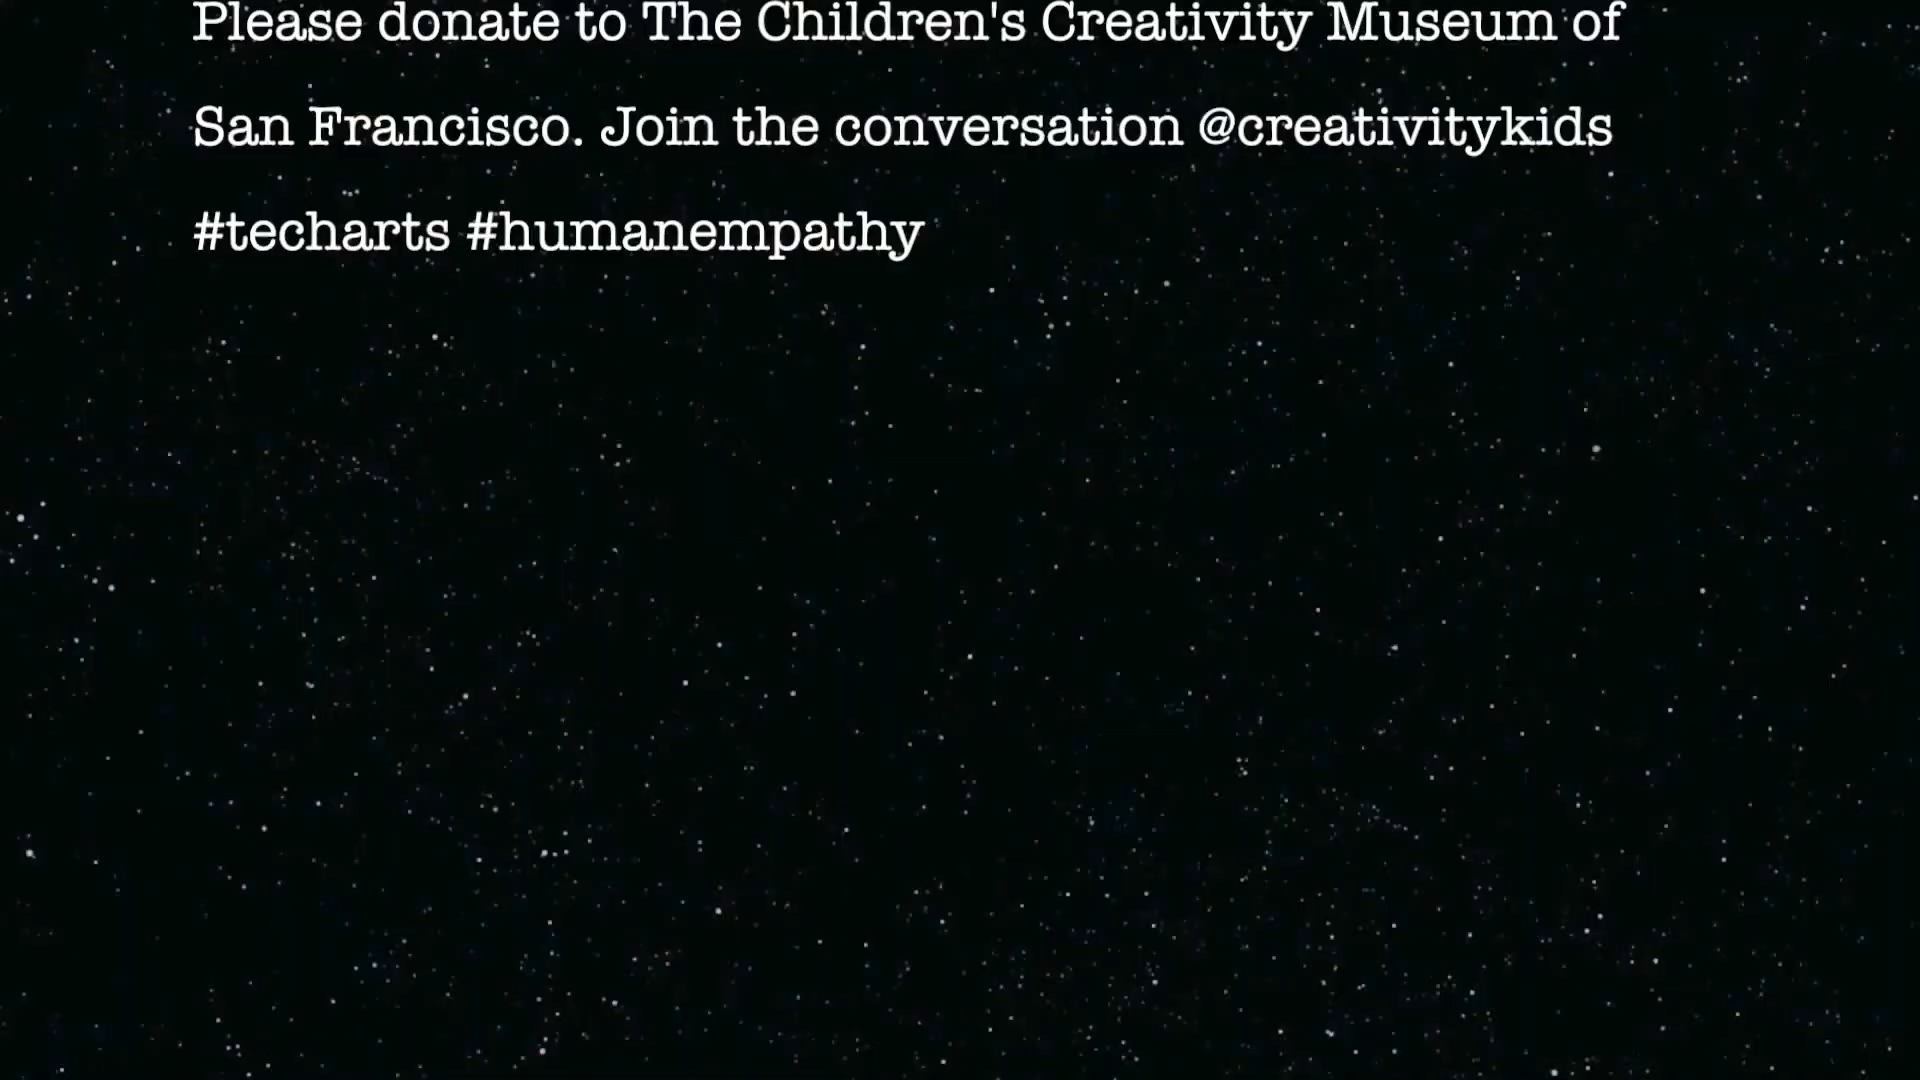 Please donate to The Children's Creativity Museum of
San Francisco. Join the conversation @creativitykids
#techarts #humanempathy